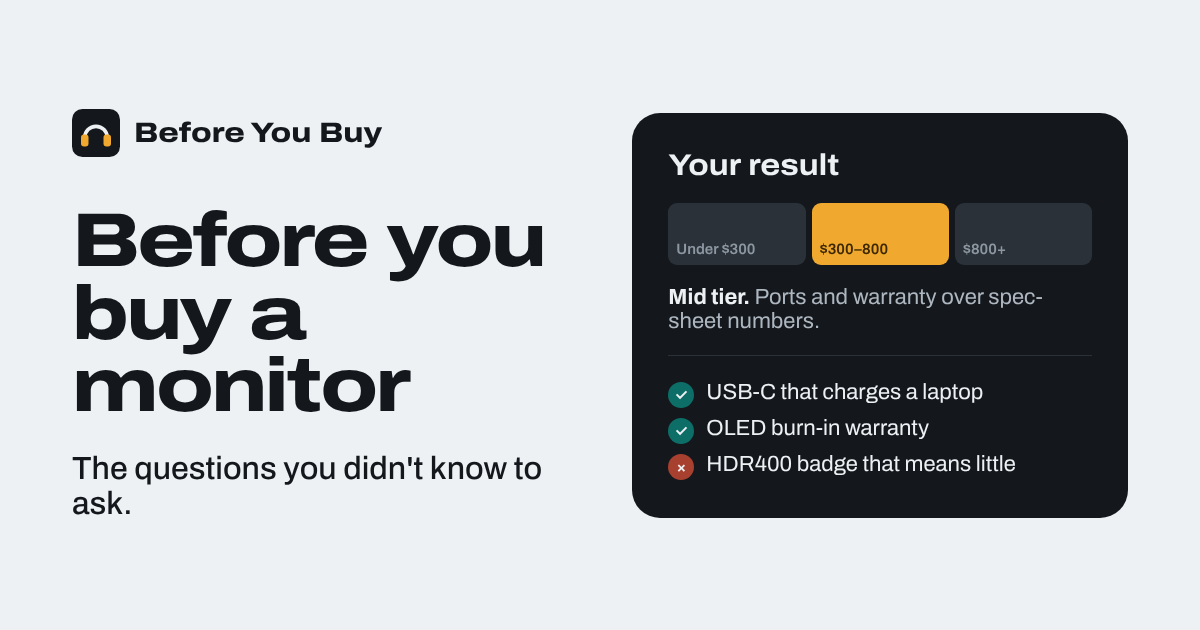 Before You Buy
Before you
buy a
monitor
The questions you didn't know to
ask.
Your result
Under $300
$300–800
$800+
Mid tier. Ports and warranty over spec-
sheet numbers.
USB-C that charges a laptop
OLED burn-in warranty
HDR400 badge that means little